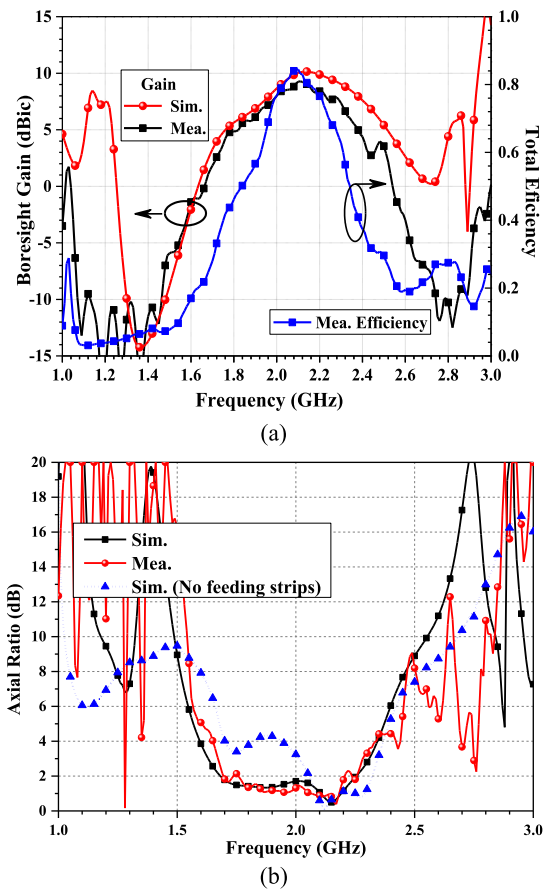 15
10
5
0
-5
-10
-15
Boresight Gain (dBic)
Gain
Sim.
Mea.
Mea. Efficiency
1.0
0.8
0.6
0.4
0.2
0.0
Total Eficiency
1.0 1.2 1.4 1.6 1.8 2.0 2.2 2.4 2.6 2.8 3.0
Frequency (GHz)
(a)
20
18
16
14
12
10
8
6
4
2
0
Axial Ratio (dB)
Sim.
Mea.
Sim. (No feeding strips)
1.0 1.5 2.0 2.5 3.0
Frequency (GHz)
(b)